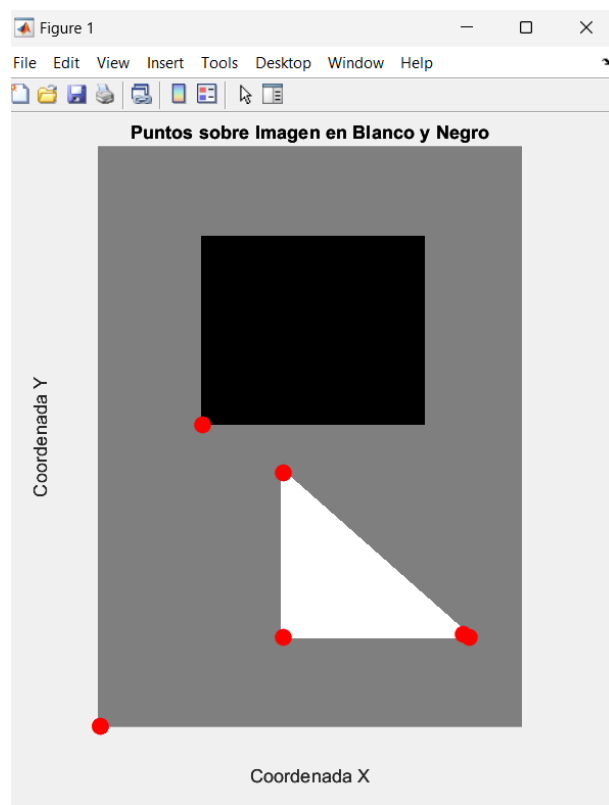 Figure 1
File Edit View Insert Tools Desktop Window Help
Puntos sobre Imagen en Blanco y Negro
Coordenada Y
Coordenada X